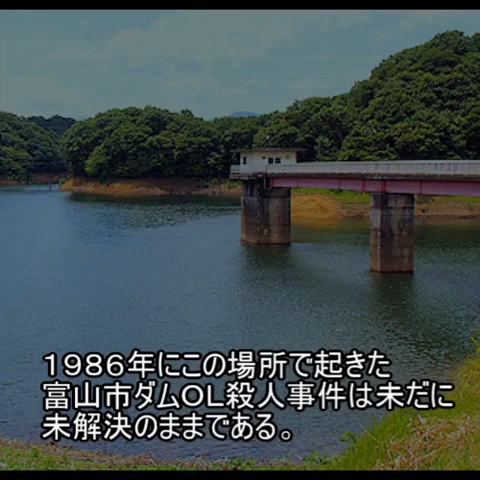 １９８６年にこの場所で起きた
富山市ダムＯＬ殺人事件は未だに
未解決のままである。